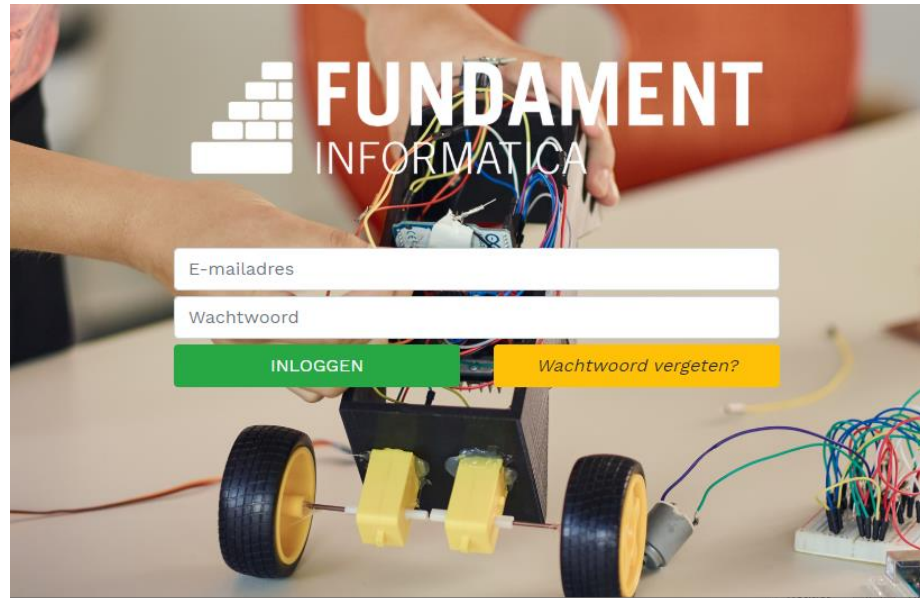 FUNDAMENT
INFORMATICA
E-mailadres
Wachtwoord
INLOGGEN
Wachtwoord vergeten?